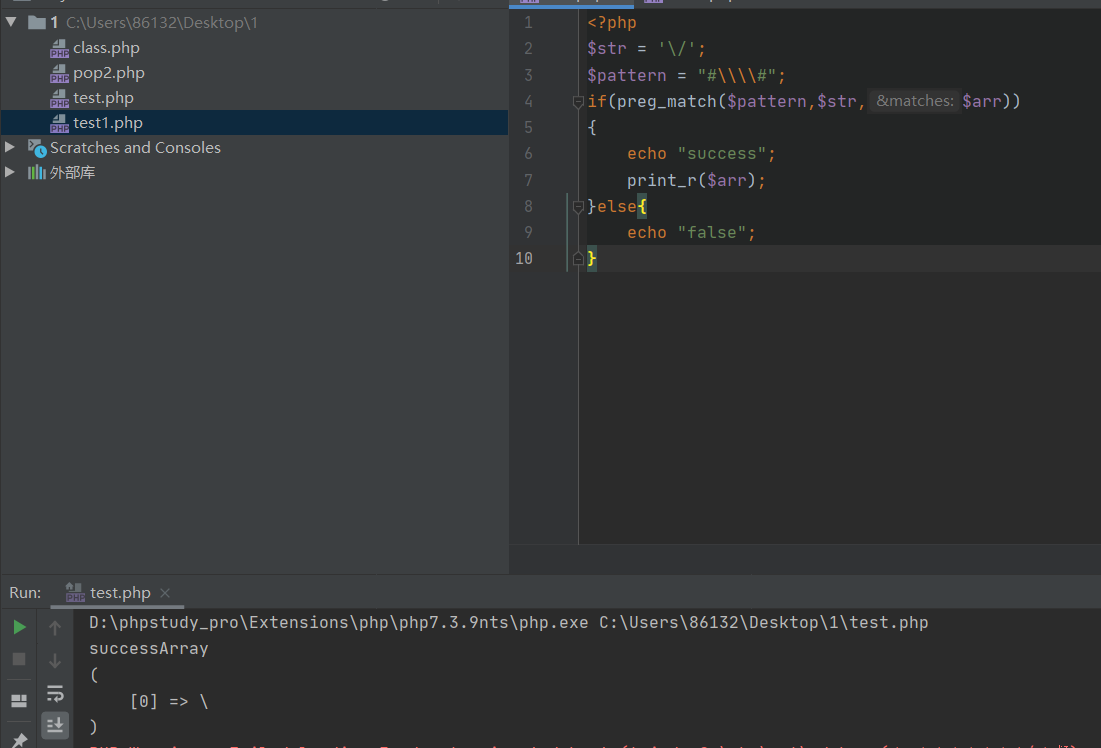 1 C:\Users\86132\Desktop\1
class.php
pop2.php
test.php
test1.php
Scratches and Consoles
外部库
1 <?php
2 $str = '\/';
3 $pattern = "#\\\\#";
4 if(preg_match($pattern,$str, &matches: $arr))
5 {
6 echo "success";
7 print_r($arr);
8 }else{
9 echo "false";
10 }
Run: test.php
D:\phpstudy_pro\Extensions\php\php7.3.9nts\php.exe C:\Users\86132\Desktop\1\test.php
successArray
(
[0] => \
)